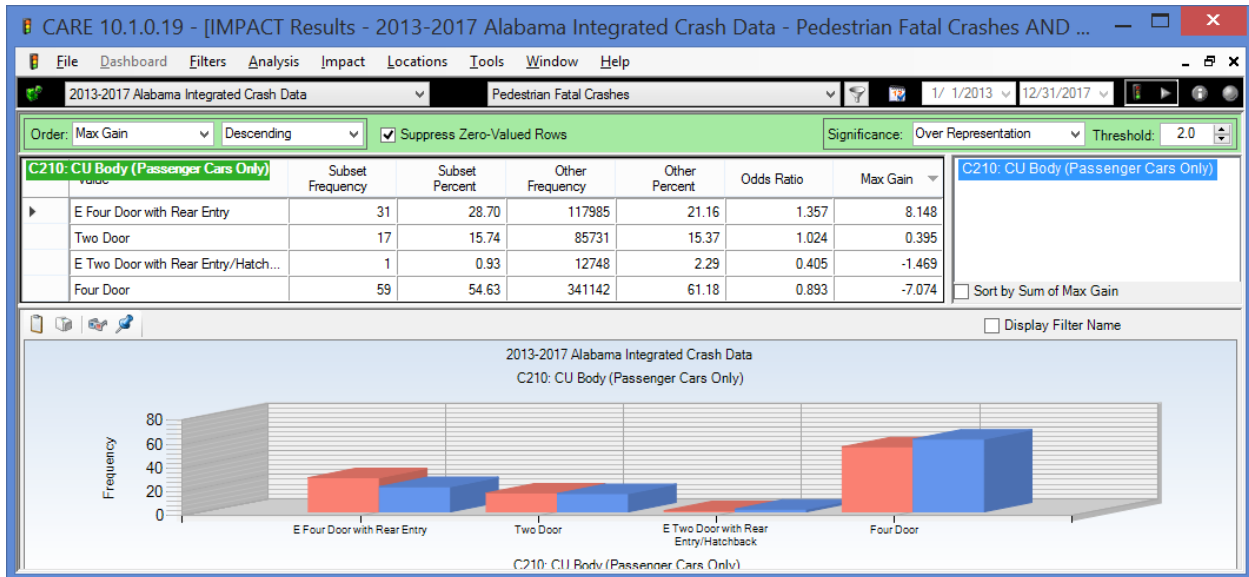 CARE 10.1.0.19 - [IMPACT Results - 2013-2017 Alabama Integrated Crash Data - Pedestrian Fatal Crashes AND ...
File Dashboard Filters Analysis Impact Locations Tools Window Help
2013-2017 Alabama Integrated Crash Data Pedestrian Fatal Crashes 1/ 1/2013 12/31/2017
Order: Max Gain Descending Suppress Zero-Valued Rows Significance: Over Representation Threshold: 2.0
C210: CU Body (Passenger Cars Only) Subset Frequency Subset Percent Other Frequency Other Percent Odds Ratio Max Gain
E Four Door with Rear Entry 31 28.70 117985 21.16 1.357 8.148
Two Door 17 15.74 85731 15.37 1.024 0.395
E Two Door with Rear Entry/Hatch... 1 0.93 12748 2.29 0.405 -1.469
Four Door 59 54.63 341142 61.18 0.893 -7.074
C210: CU Body (Passenger Cars Only)
Sort by Sum of Max Gain
Display Filter Name
2013-2017 Alabama Integrated Crash Data
C210: CU Body (Passenger Cars Only)
Frequency
80
60
40
20
0
E Four Door with Rear Entry
Two Door
E Two Door with Rear
Entry/Hatchback
Four Door
C210: CU Body (Passenger Cars Only)